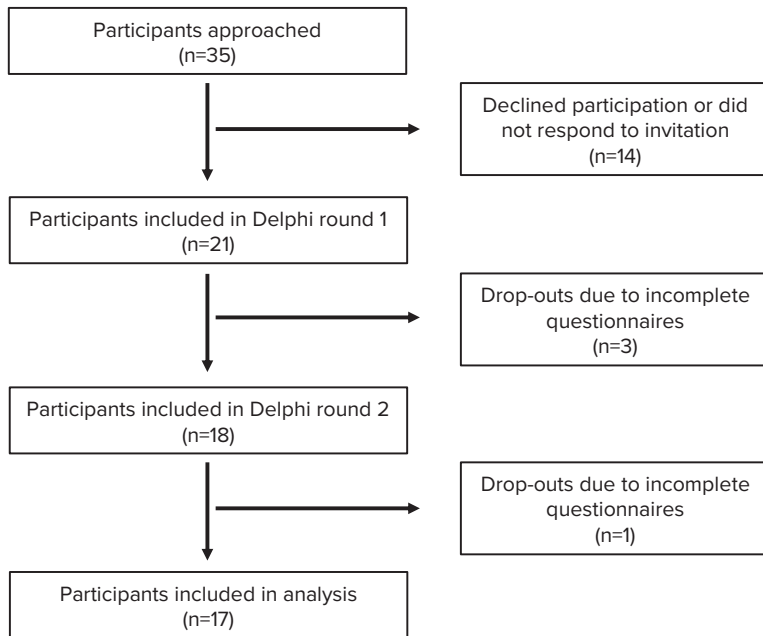 Participants approached
(n=35)
Declined participation or did
not respond to invitation
(n=14)
Participants included in Delphi round 1
(n=21)
Drop-outs due to incomplete
questionnaires
(n=3)
Participants included in Delphi round 2
(n=18)
Drop-outs due to incomplete
questionnaires
(n=1)
Participants included in analysis
(n=17)